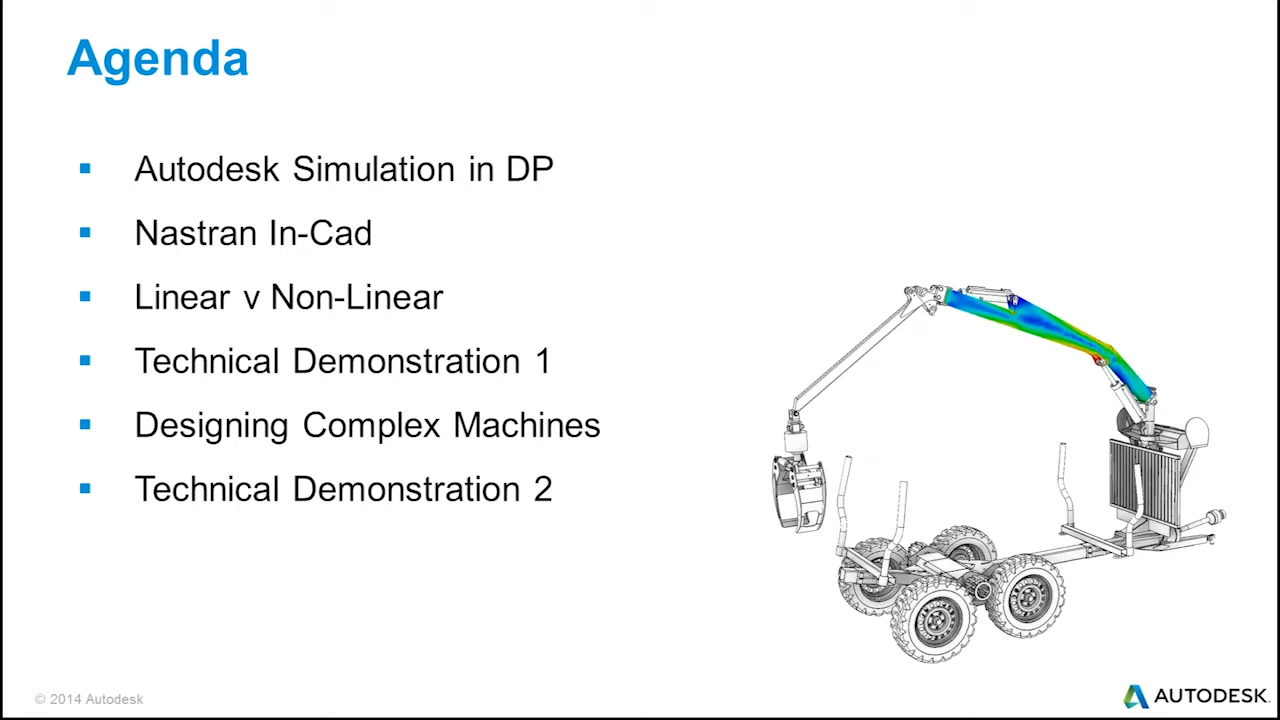 Agenda
Autodesk Simulation in DP
Nastran In-Cad
Linear v Non-Linear
Technical Demonstration 1
Designing Complex Machines
Technical Demonstration 2
© 2014 Autodesk
AUTODESK.